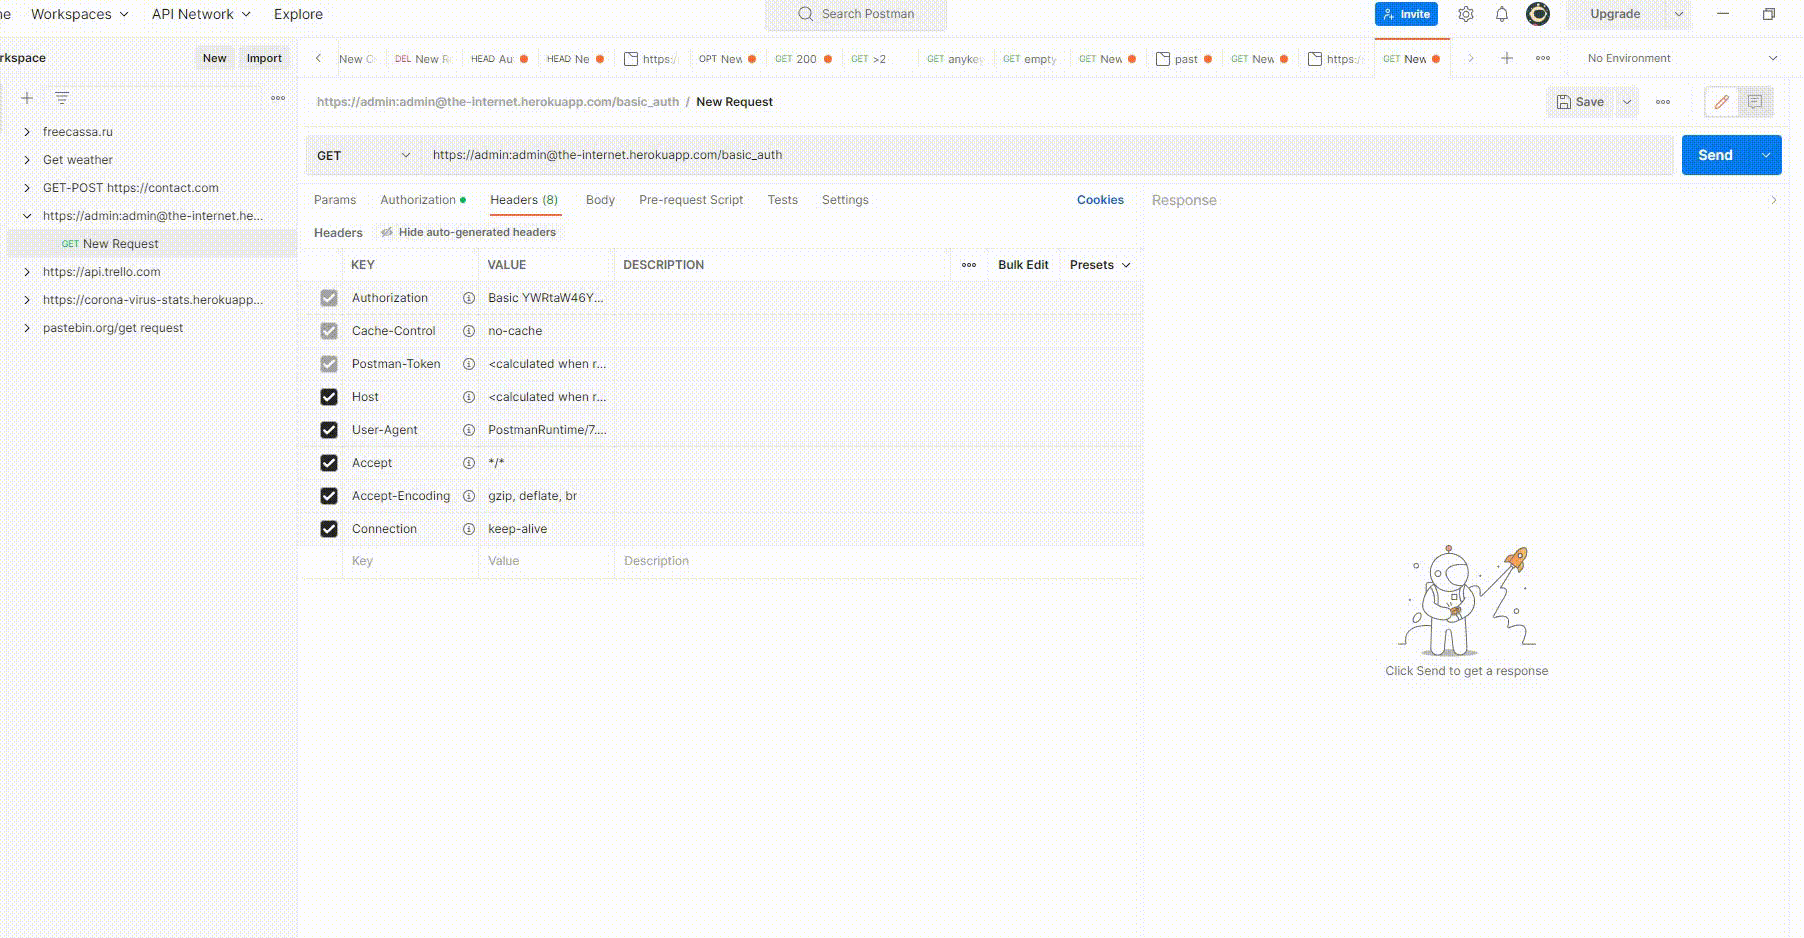 ne Workspaces API Network Explore Search Postman Invite Upgrade
rkspace New Import New C DEL New R HEAD Au HEAD Ne https:/ OPT New GET 200 GET >2 GET anykey GET empty GET New past GET New https:/ GET New No Environment
https://admin:admin@the-internet.herokuapp.com/basic_auth / New Request Save
freecassa.ru
Get weather
GET-POST https://contact.com
https://admin:admin@the-internet.he...
GET New Request
https://api.trello.com
https://corona-virus-stats.herokuapp...
pastebin.org/get request
GET https://admin:admin@the-internet.herokuapp.com/basic_auth Send
Params Authorization Headers (8) Body Pre-request Script Tests Settings Cookies
Headers Hide auto-generated headers
KEY VALUE DESCRIPTION Bulk Edit Presets
Authorization Basic YWRtaW46Y...
Cache-Control no-cache
Postman-Token <calculated when r...
Host <calculated when r...
User-Agent PostmanRuntime/7....
Accept */*
Accept-Encoding gzip, deflate, br
Connection keep-alive
Key Value Description
Response
Click Send to get a response